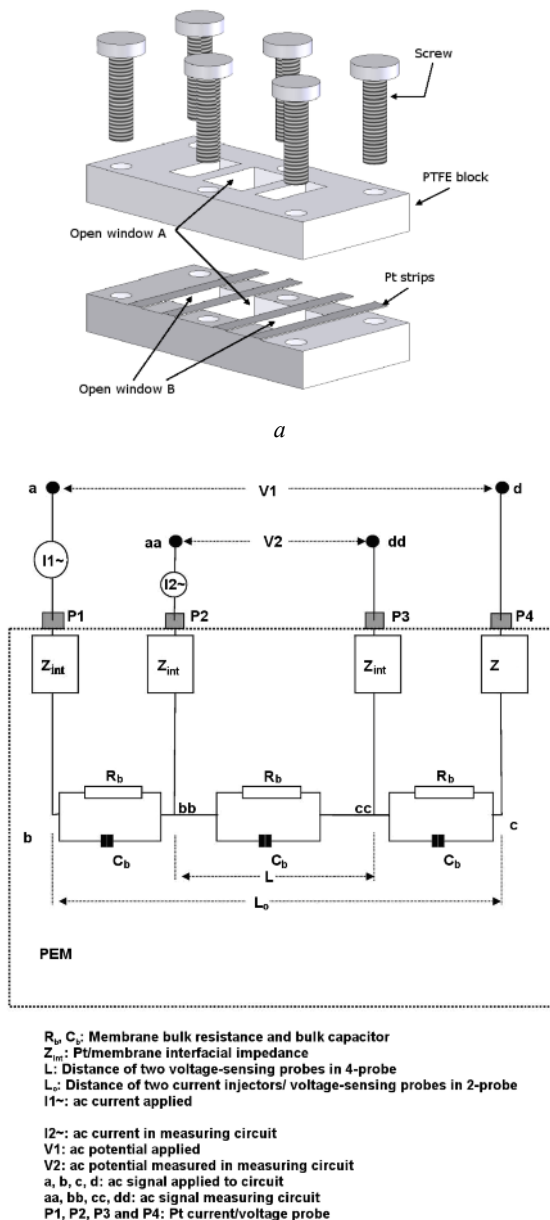 Screw
PTFE block
Open window A
Pt strips
Open window B
a
a V1 d
aa V2 dd
I1~
I2~
P1 P2 P3 P4
Zint Zint Zint Z
Rb Rb Rb
bb cc
b c
Cb Cb Cb
L
Lo
PEM
Rb, Cb: Membrane bulk resistance and bulk capacitor
Zint: Pt/membrane interfacial impedance
L: Distance of two voltage-sensing probes in 4-probe
Lo: Distance of two current injectors/ voltage-sensing probes in 2-probe
I1~: ac current applied
I2~: ac current in measuring circuit
V1: ac potential applied
V2: ac potential measured in measuring circuit
a, b, c, d: ac signal applied to circuit
aa, bb, cc, dd: ac signal measuring circuit
P1, P2, P3 and P4: Pt current/voltage probe